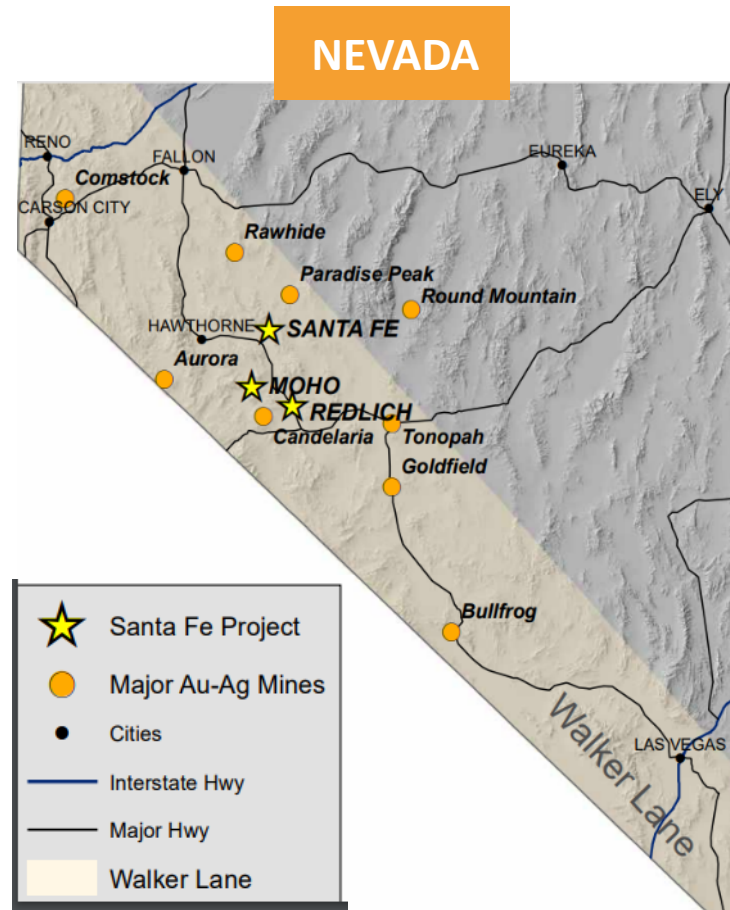 NEVADA
RENO
FALLON
EUREKA
Comstock
ELY
CARSON CITY
Rawhide
Paradise Peak
Round Mountain
HAWTHORNE
SANTA FE
Aurora
MOHO
REDLICH
Candelaria
Tonopah
Goldfield
Bullfrog
Walker Lane
LAS VEGAS
Santa Fe Project
Major Au-Ag Mines
Cities
Interstate Hwy
Major Hwy
Walker Lane